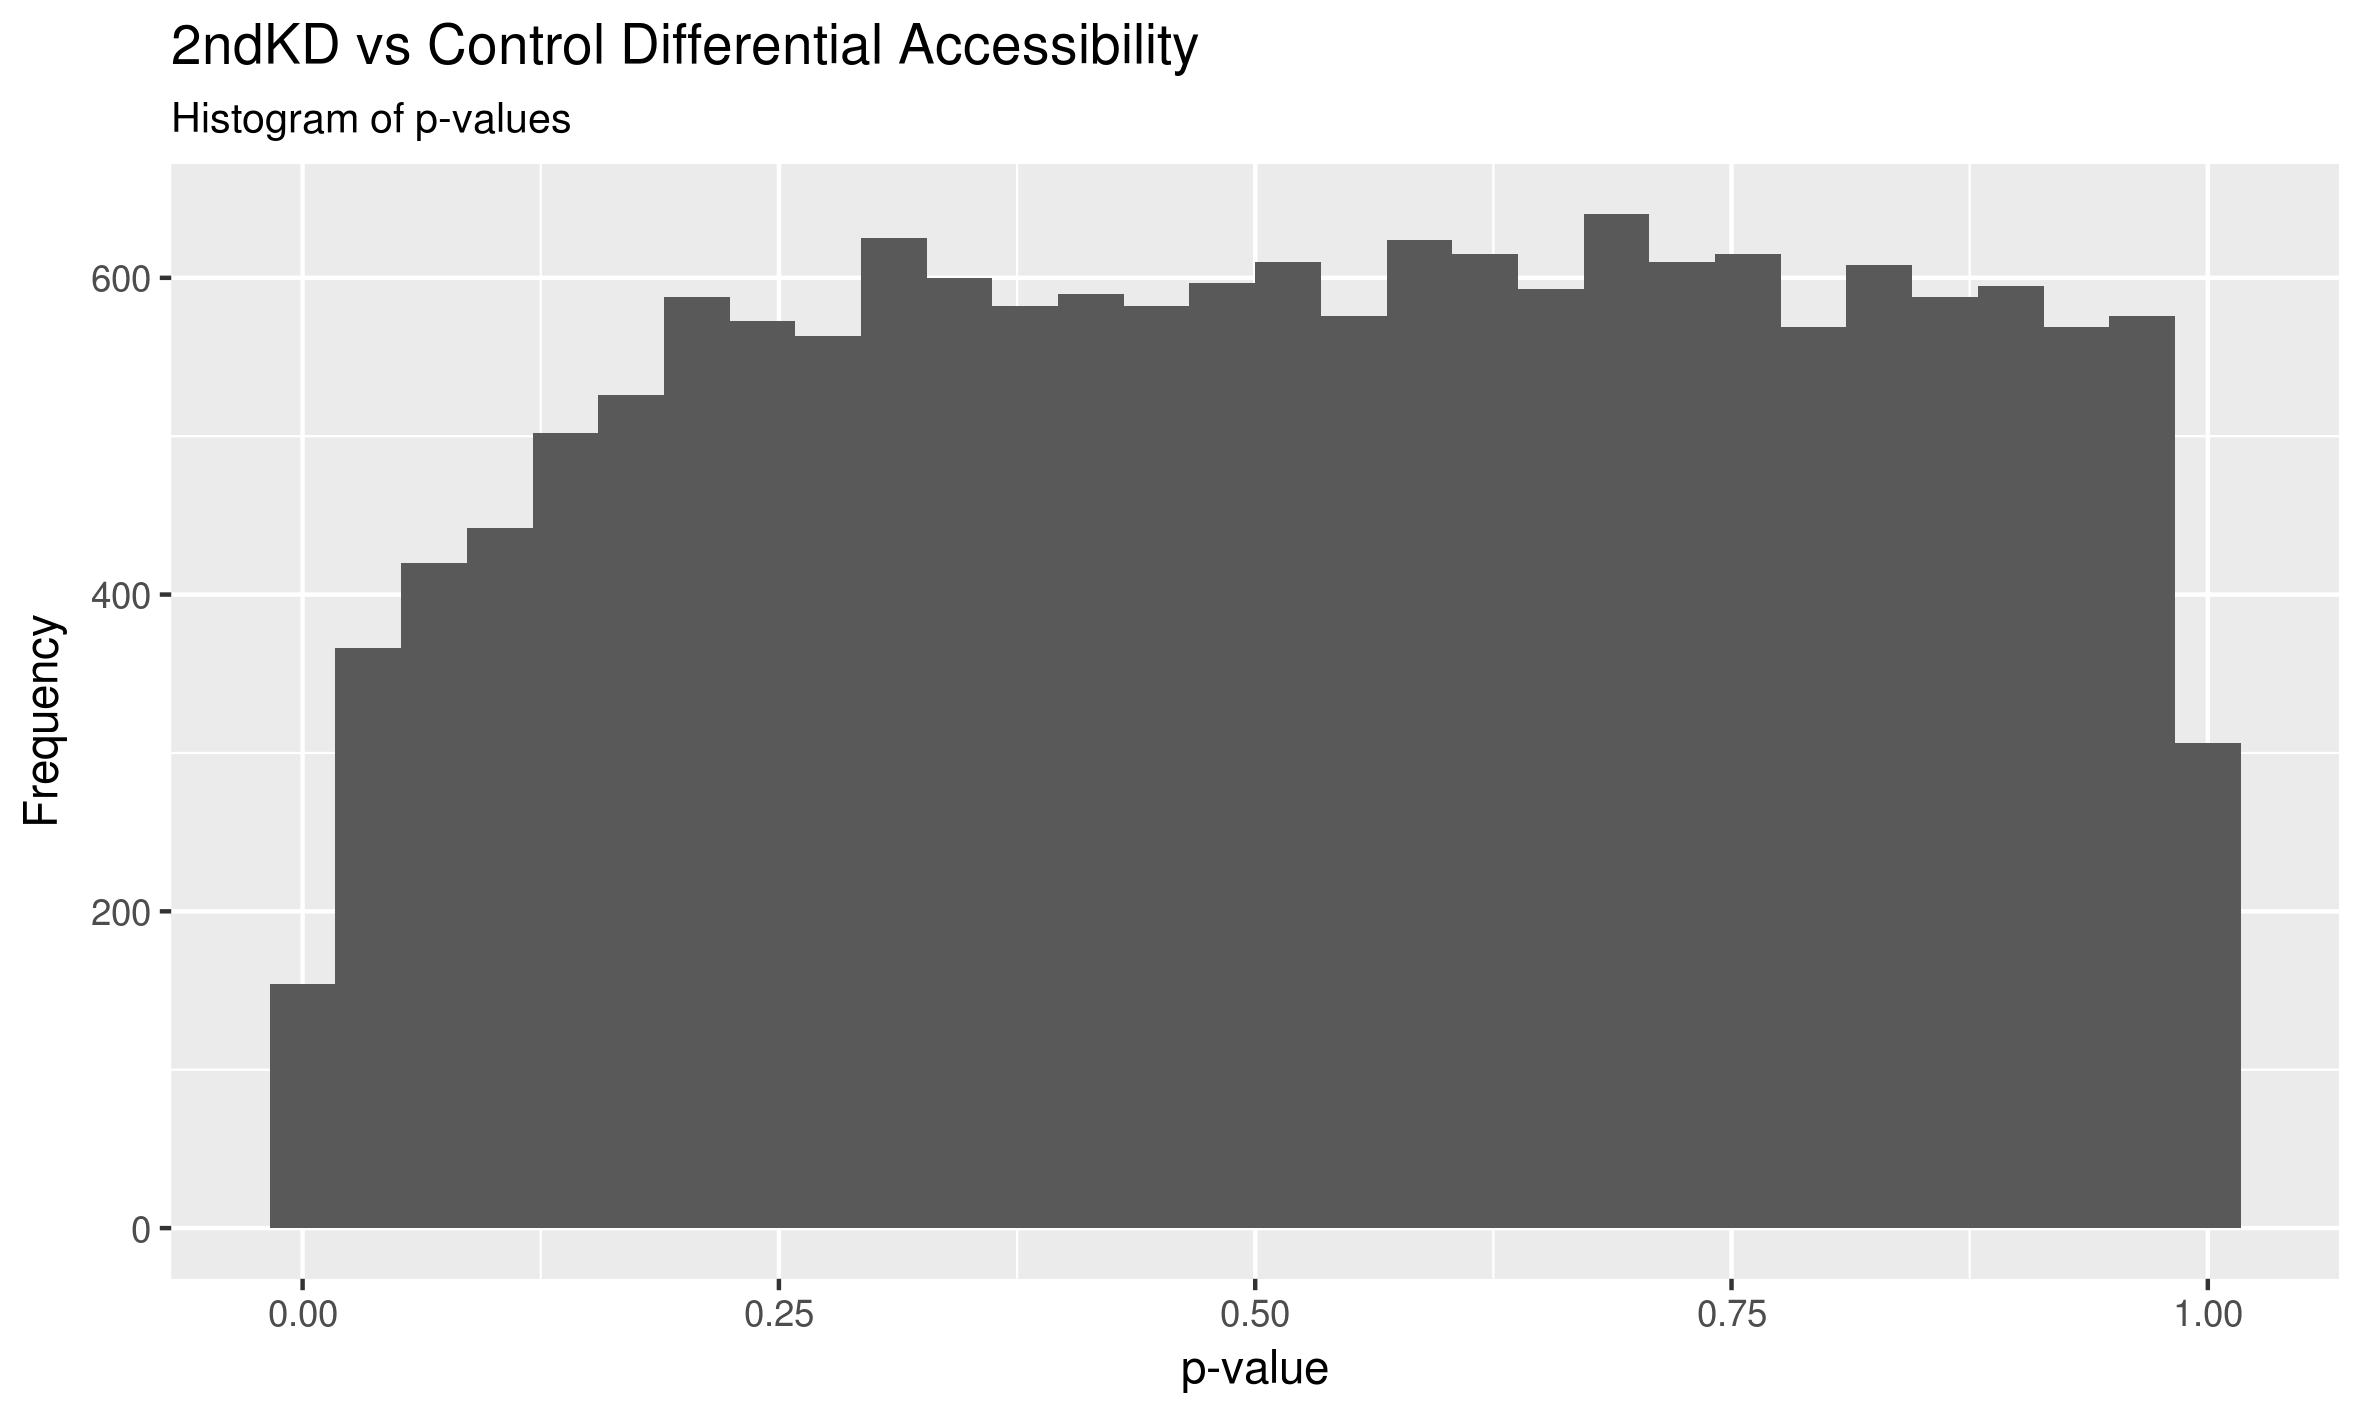 2ndKD vs Control Differential Accessibility
Histogram of p-values
Frequency
600
400
200
0
0.00 0.25 0.50 0.75 1.00
p-value